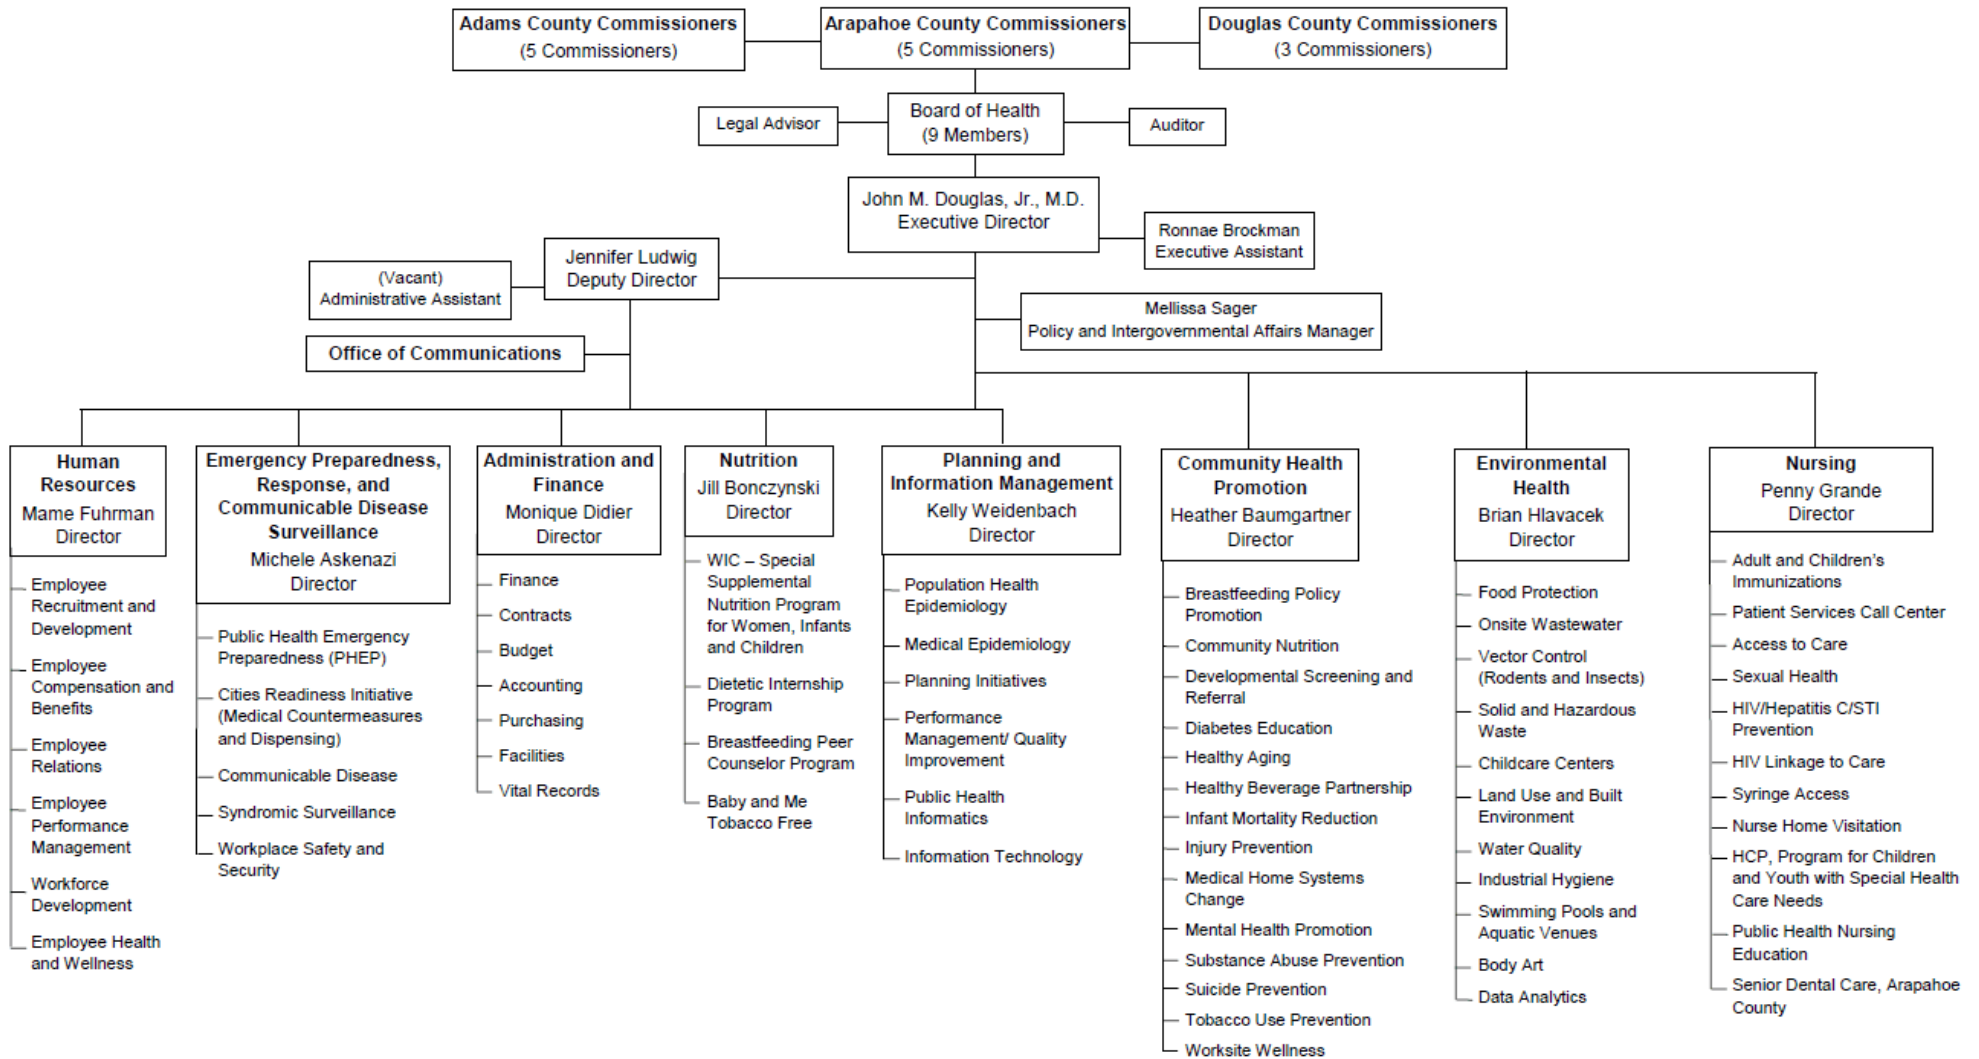 Adams County Commissioners
(5 Commissioners)
Arapahoe County Commissioners
(5 Commissioners)
Douglas County Commissioners
(3 Commissioners)
Legal Advisor
Board of Health
(9 Members)
Auditor
John M. Douglas, Jr., M.D.
Executive Director
Ronnae Brockman
Executive Assistant
Jennifer Ludwig
Deputy Director
(Vacant)
Administrative Assistant
Mellissa Sager
Policy and Intergovernmental Affairs Manager
Office of Communications
Human
Resources
Mame Fuhrman
Director
Employee
Recruitment and
Development
Employee
Compensation and
Benefits
Employee
Relations
Employee
Performance
Management
Workforce
Development
Employee Health
and Wellness
Emergency Preparedness,
Response, and
Communicable Disease
Surveillance
Michele Askenazi
Director
Public Health Emergency
Preparedness (PHEP)
Cities Readiness Initiative
(Medical Countermeasures
and Dispensing)
Communicable Disease
Syndromic Surveillance
Workplace Safety and
Security
Administration and
Finance
Monique Didier
Director
Finance
Contracts
Budget
Accounting
Purchasing
Facilities
Vital Records
Nutrition
Jill Bonczynski
Director
WIC – Special
Supplemental
Nutrition Program
for Women, Infants
and Children
Dietetic Internship
Program
Breastfeeding Peer
Counselor Program
Baby and Me
Tobacco Free
Planning and
Information Management
Kelly Weidenbach
Director
Population Health
Epidemiology
Medical Epidemiology
Planning Initiatives
Performance
Management/ Quality
Improvement
Public Health
Informatics
Information Technology
Community Health
Promotion
Heather Baumgartner
Director
Breastfeeding Policy
Promotion
Community Nutrition
Developmental Screening and
Referral
Diabetes Education
Healthy Aging
Healthy Beverage Partnership
Infant Mortality Reduction
Injury Prevention
Medical Home Systems
Change
Mental Health Promotion
Substance Abuse Prevention
Suicide Prevention
Tobacco Use Prevention
Worksite Wellness
Environmental
Health
Brian Hlavacek
Director
Food Protection
Onsite Wastewater
Vector Control
(Rodents and Insects)
Solid and Hazardous
Waste
Childcare Centers
Land Use and Built
Environment
Water Quality
Industrial Hygiene
Swimming Pools and
Aquatic Venues
Body Art
Data Analytics
Nursing
Penny Grande
Director
Adult and Children's
Immunizations
Patient Services Call Center
Access to Care
Sexual Health
HIV/Hepatitis C/STI
Prevention
HIV Linkage to Care
Syringe Access
Nurse Home Visitation
HCP, Program for Children
and Youth with Special Health
Care Needs
Public Health Nursing
Education
Senior Dental Care, Arapahoe
County